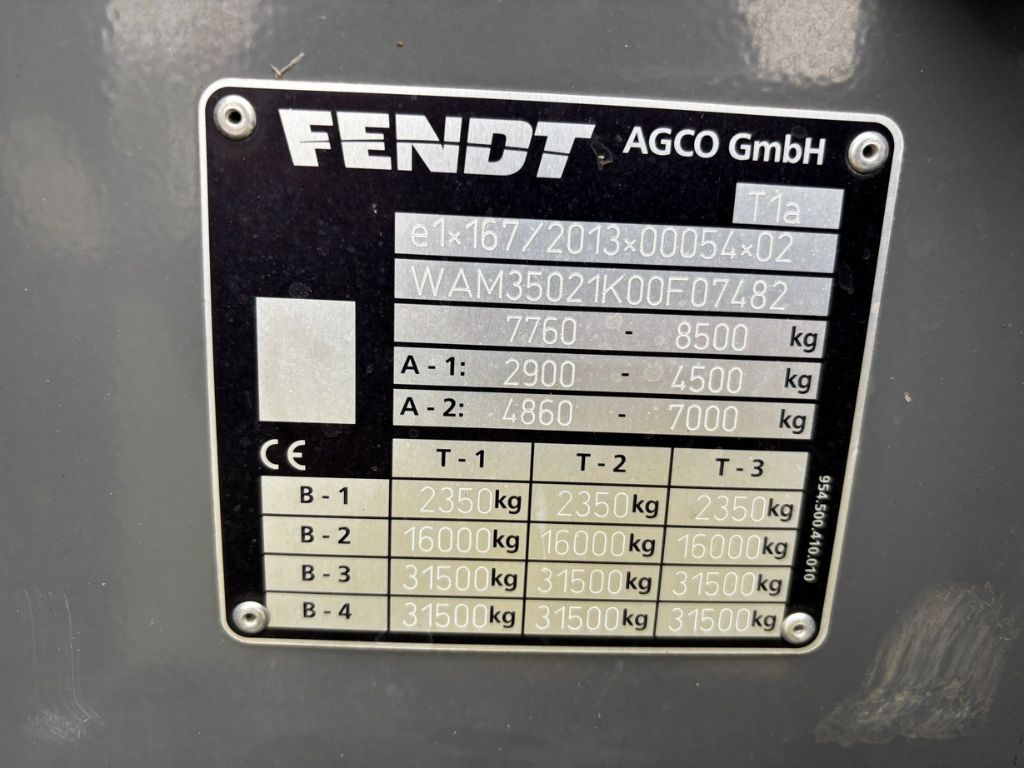 FENDT AGCO GmbH
T1a
e1×167/2013×00054×02
WAM35021K00F07482
7760 - 8500 kg
A - 1: 2900 - 4500 kg
A - 2: 4860 - 7000 kg
CE
T - 1 T - 2 T - 3
B - 1 2350kg 2350kg 2350kg
B - 2 16000kg 16000kg 16000kg
B - 3 31500kg 31500kg 31500kg
B - 4 31500kg 31500kg 31500kg
954.500.410.010